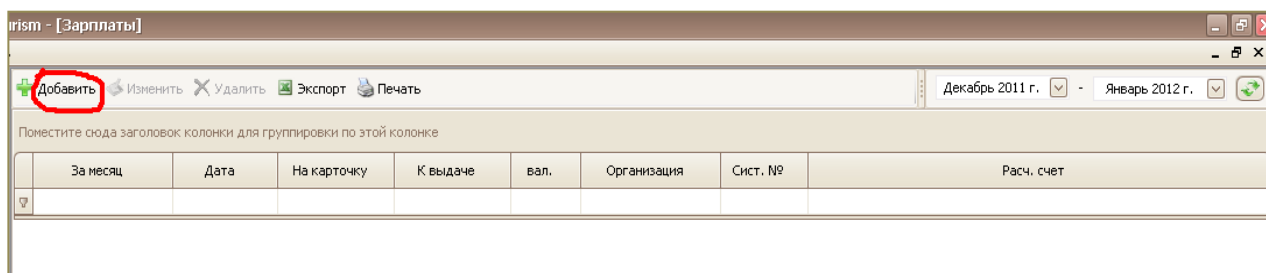 urism - [Зарплаты]
Добавить Изменить Удалить Экспорт Печать Декабрь 2011 г. - Январь 2012 г.
Поместите сюда заголовок колонки для группировки по этой колонке
За месяц Дата На карточку К выдаче вал. Организация Сист. № Расч. счет